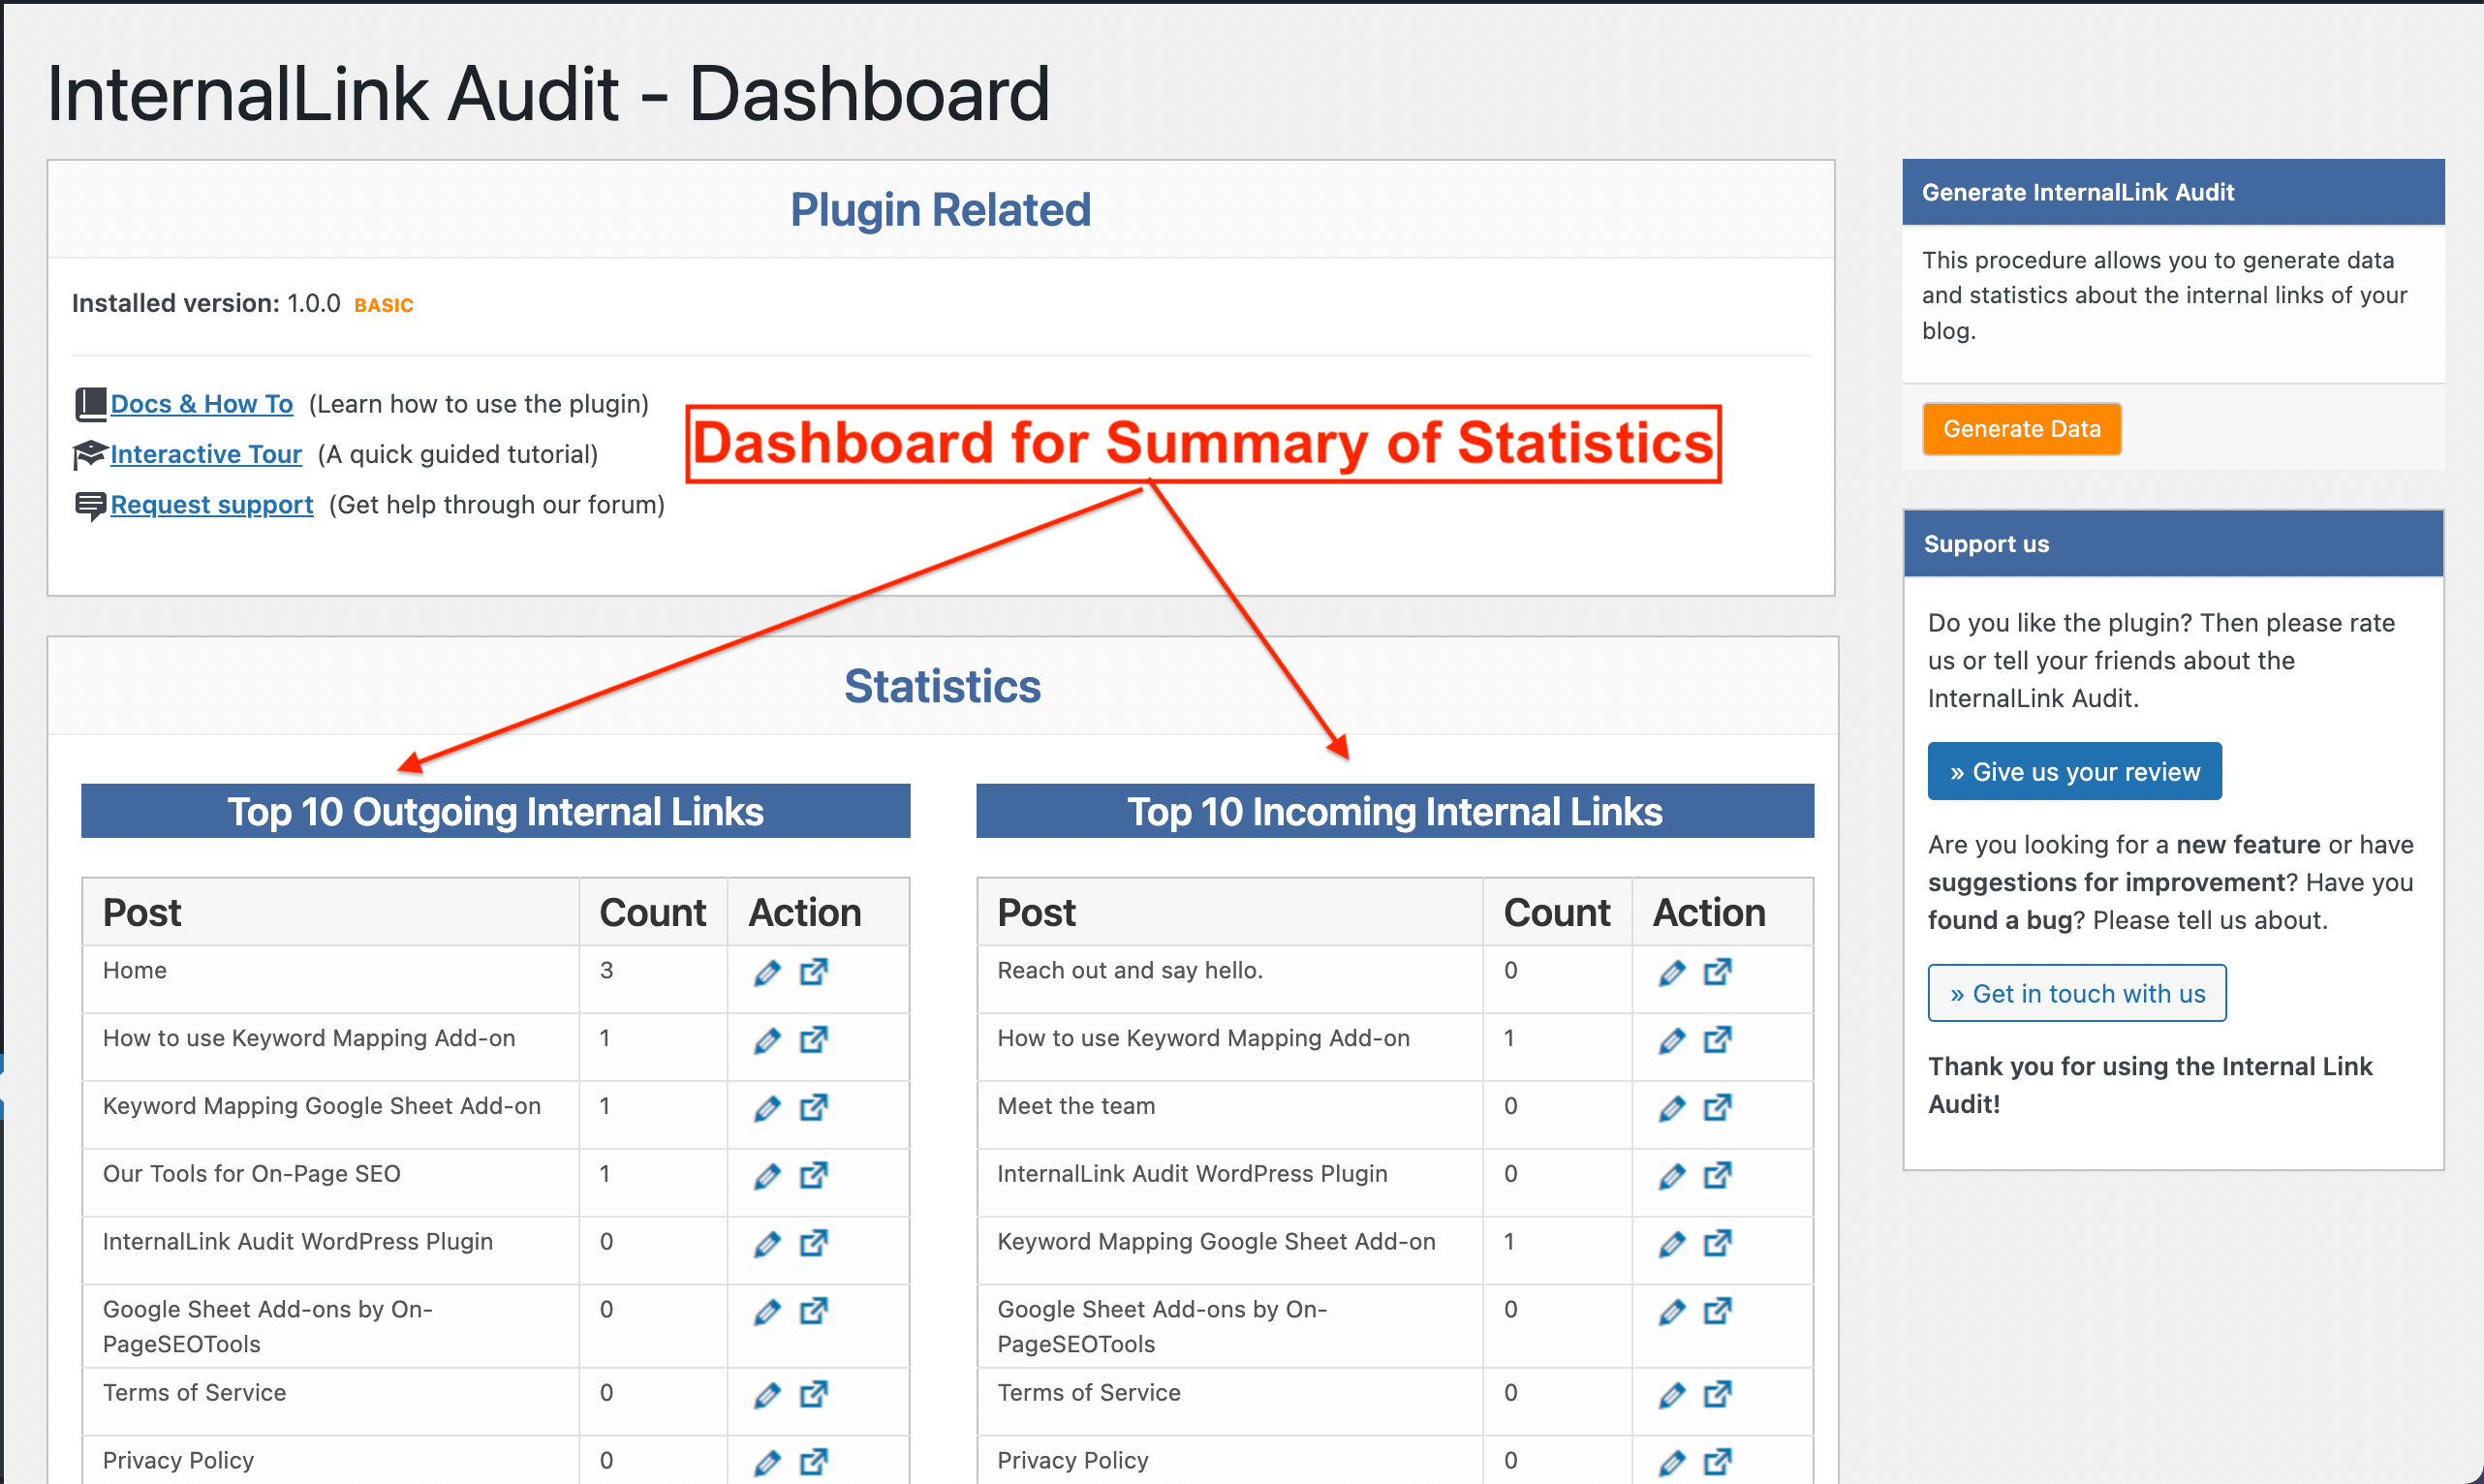 InternalLink Audit - Dashboard
Plugin Related
Installed version: 1.0.0 BASIC
Docs & How To (Learn how to use the plugin)
Interactive Tour (A quick guided tutorial)
Request support (Get help through our forum)
Dashboard for Summary of Statistics
Statistics
Top 10 Outgoing Internal Links
Post Count Action
Home 3
How to use Keyword Mapping Add-on 1
Keyword Mapping Google Sheet Add-on 1
Our Tools for On-Page SEO 1
InternalLink Audit WordPress Plugin 0
Google Sheet Add-ons by On- 0
PageSEOTools
Terms of Service 0
Privacy Policy 0
Top 10 Incoming Internal Links
Post Count Action
Reach out and say hello. 0
How to use Keyword Mapping Add-on 1
Meet the team 0
InternalLink Audit WordPress Plugin 0
Keyword Mapping Google Sheet Add-on 1
Google Sheet Add-ons by On- 0
PageSEOTools
Terms of Service 0
Privacy Policy 0
Generate InternalLink Audit
This procedure allows you to generate data
and statistics about the internal links of your
blog.
Generate Data
Support us
Do you like the plugin? Then please rate
us or tell your friends about the
InternalLink Audit.
» Give us your review
Are you looking for a new feature or have
suggestions for improvement? Have you
found a bug? Please tell us about.
» Get in touch with us
Thank you for using the Internal Link
Audit!